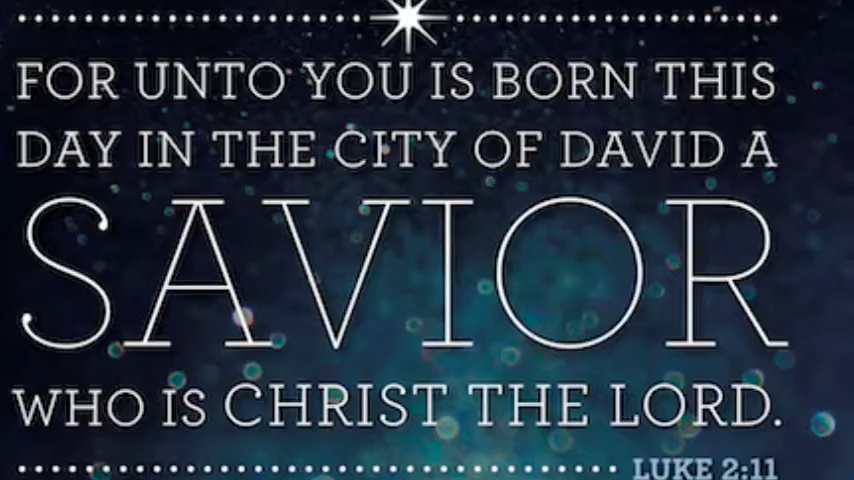 FOR UNTO YOU IS BORN THIS
DAY IN THE CITY OF DAVID A
SAVIOR
WHO IS CHRIST THE LORD.
LUKE 2:11